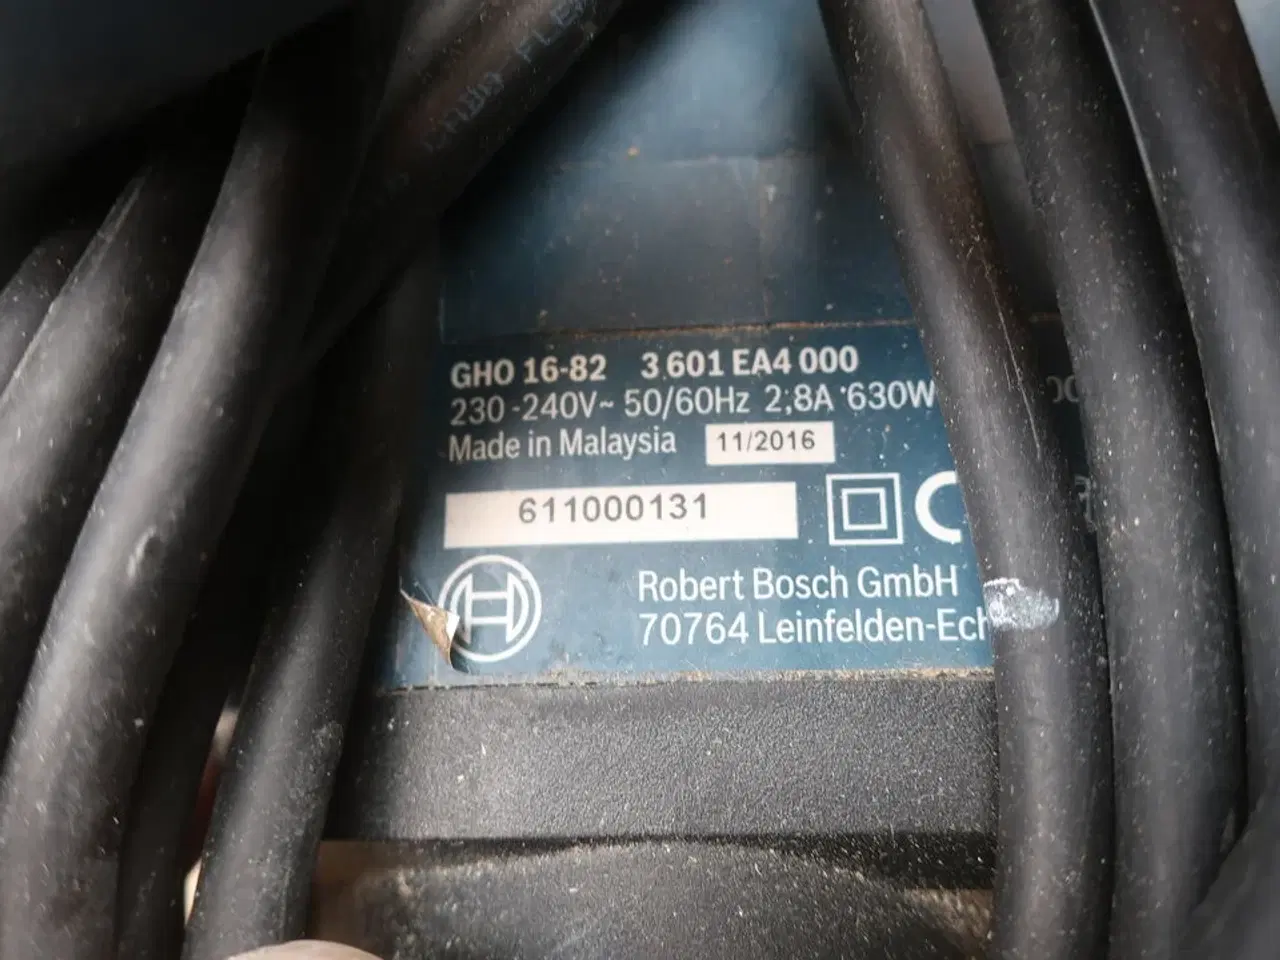 GHO 16-82 3 601 EA4 000
230-240V~ 50/60Hz 2,8A 630W
Made in Malaysia 11/2016
611000131
Robert Bosch GmbH
70764 Leinfelden-Ech